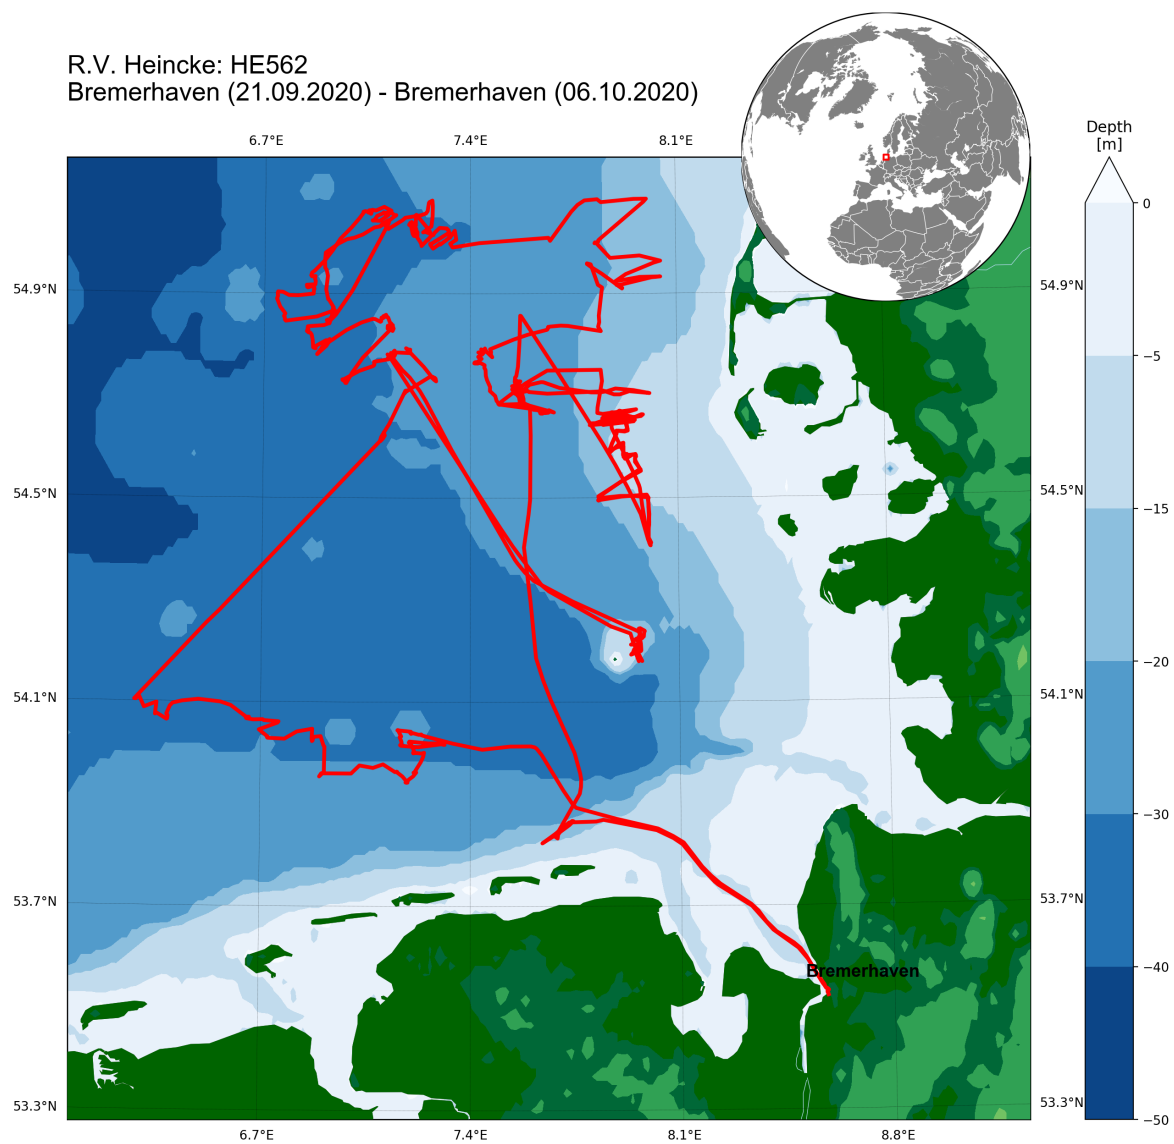 R.V. Heincke: HE562
Bremerhaven (21.09.2020) - Bremerhaven (06.10.2020)
6.7°E 7.4°E 8.1°E
Depth
[m]
0
−5
−15
−20
−30
−40
−50
54.9°N 54.9°N
54.5°N 54.5°N
54.1°N 54.1°N
53.7°N 53.7°N
Bremerhaven
53.3°N 53.3°N
6.7°E 7.4°E 8.1°E 8.8°E